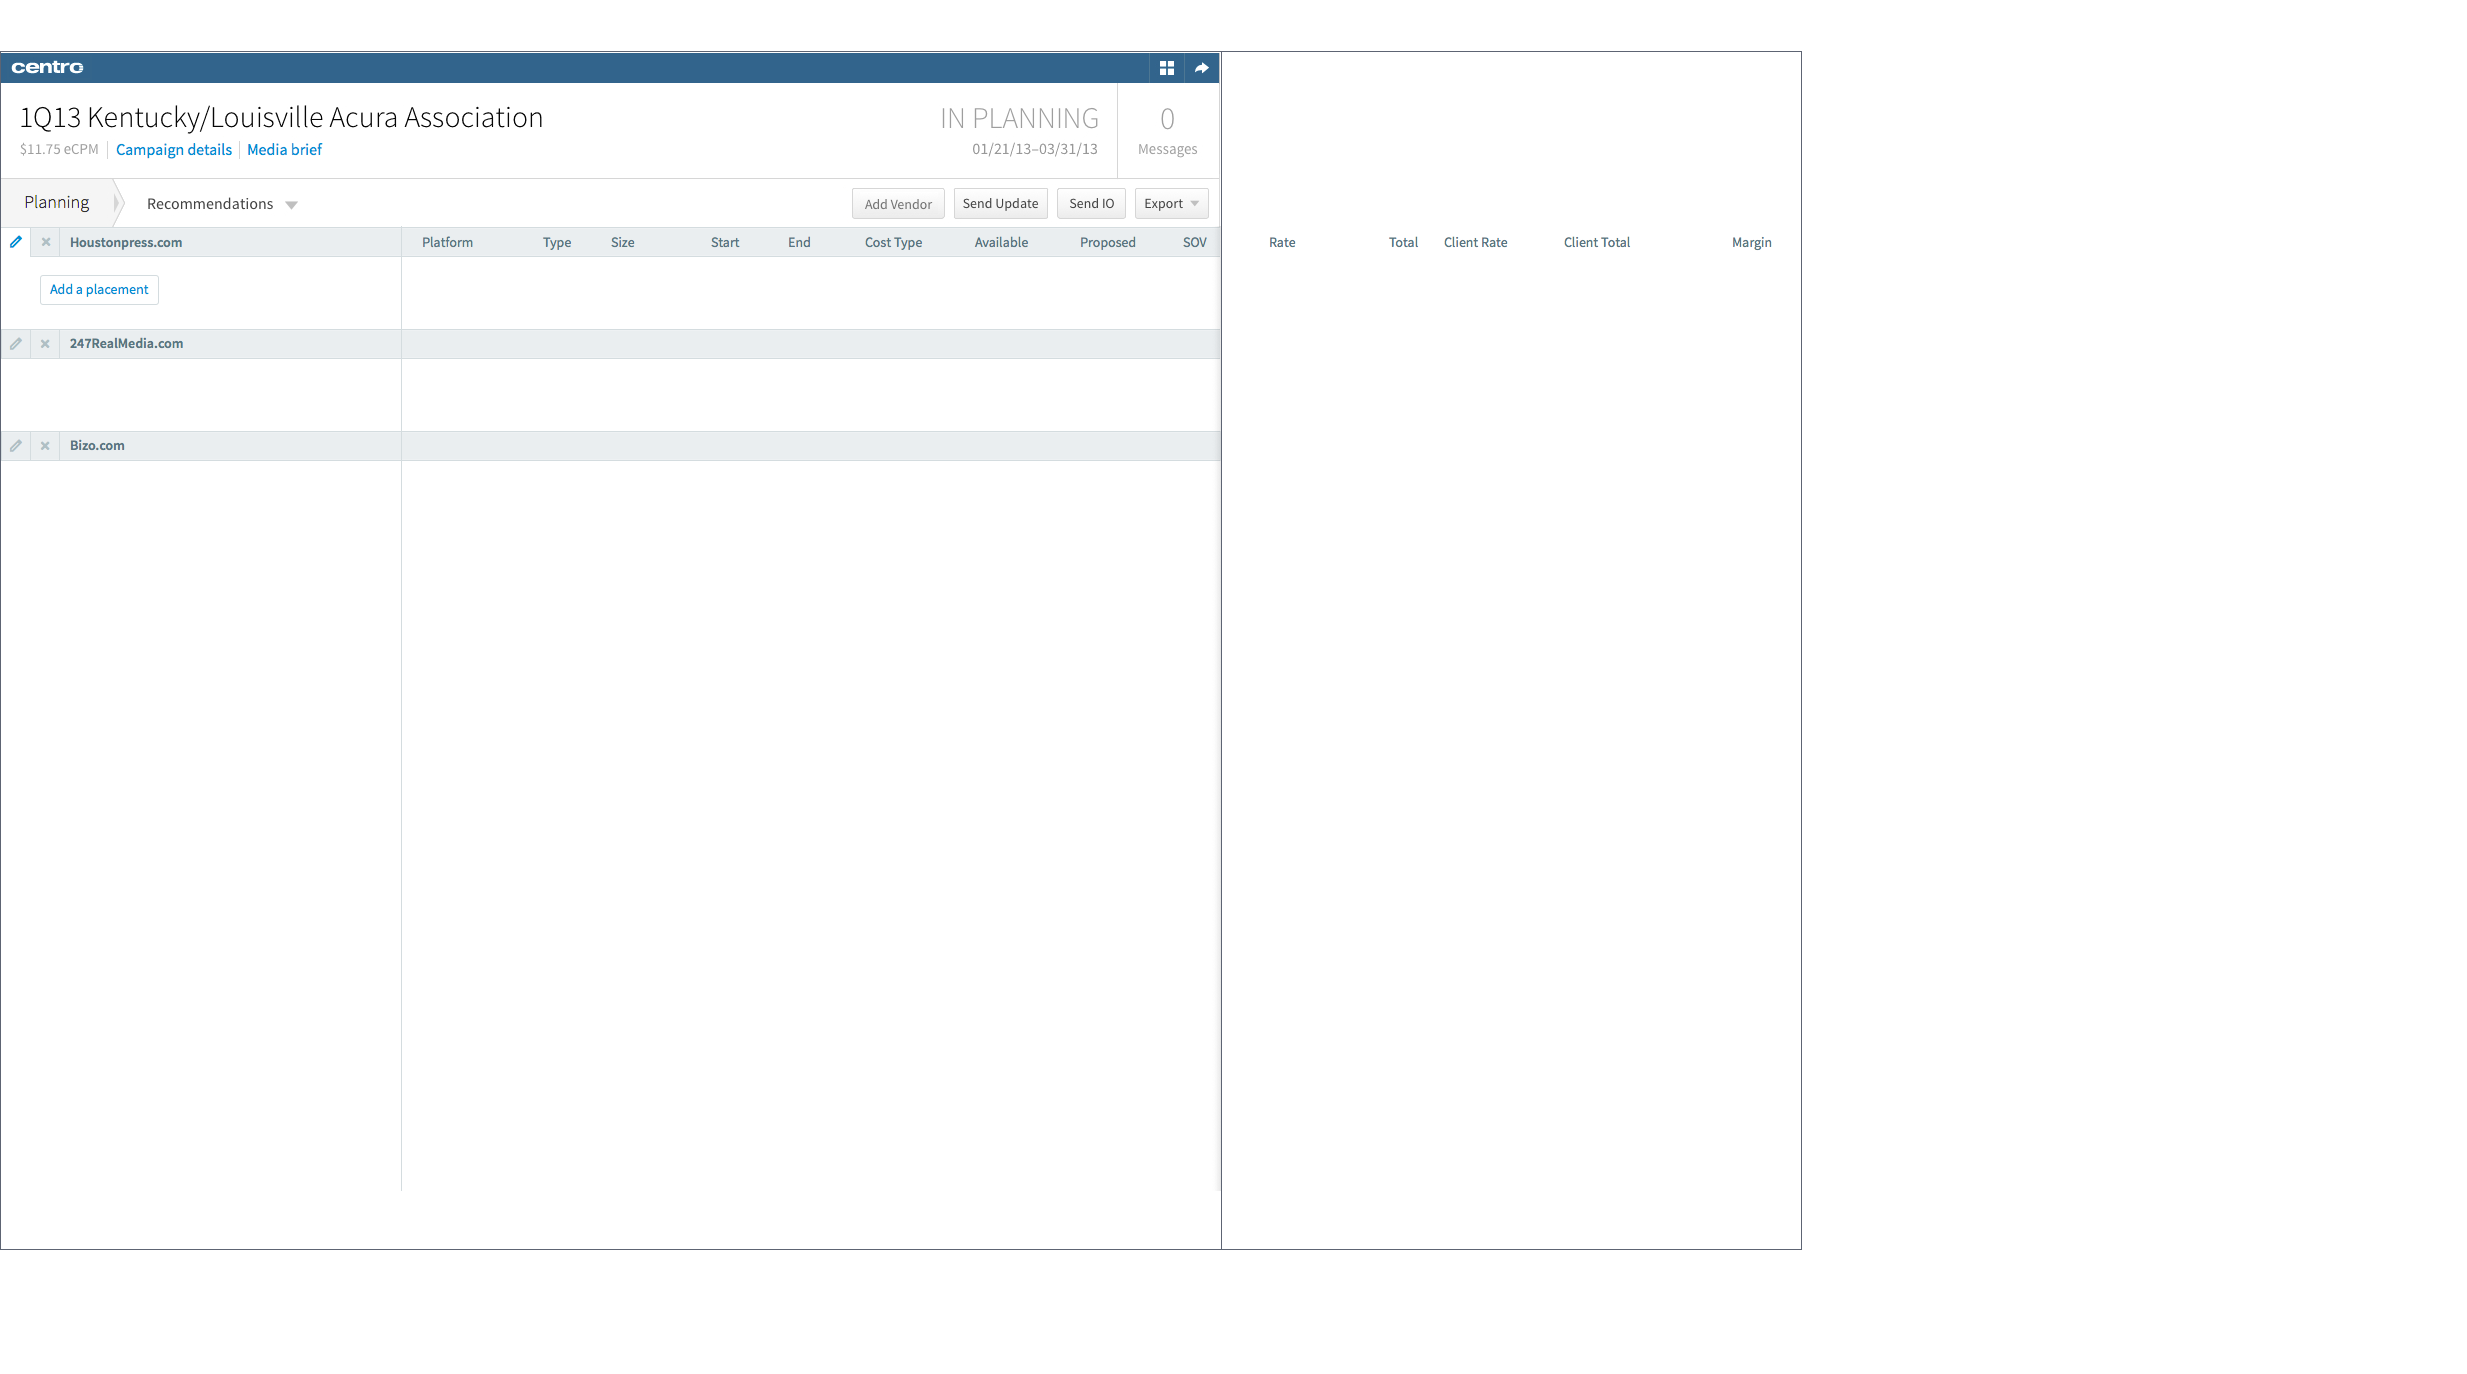 centro
1Q13 Kentucky/Louisville Acura Association
IN PLANNING
0
$11.75 eCPM Campaign details Media brief
01/21/13–03/31/13
Messages
Planning Recommendations Add Vendor Send Update Send IO Export
Houstonpress.com Platform Type Size Start End Cost Type Available Proposed SOV Rate Total Client Rate Client Total Margin
Add a placement
247RealMedia.com
Bizo.com